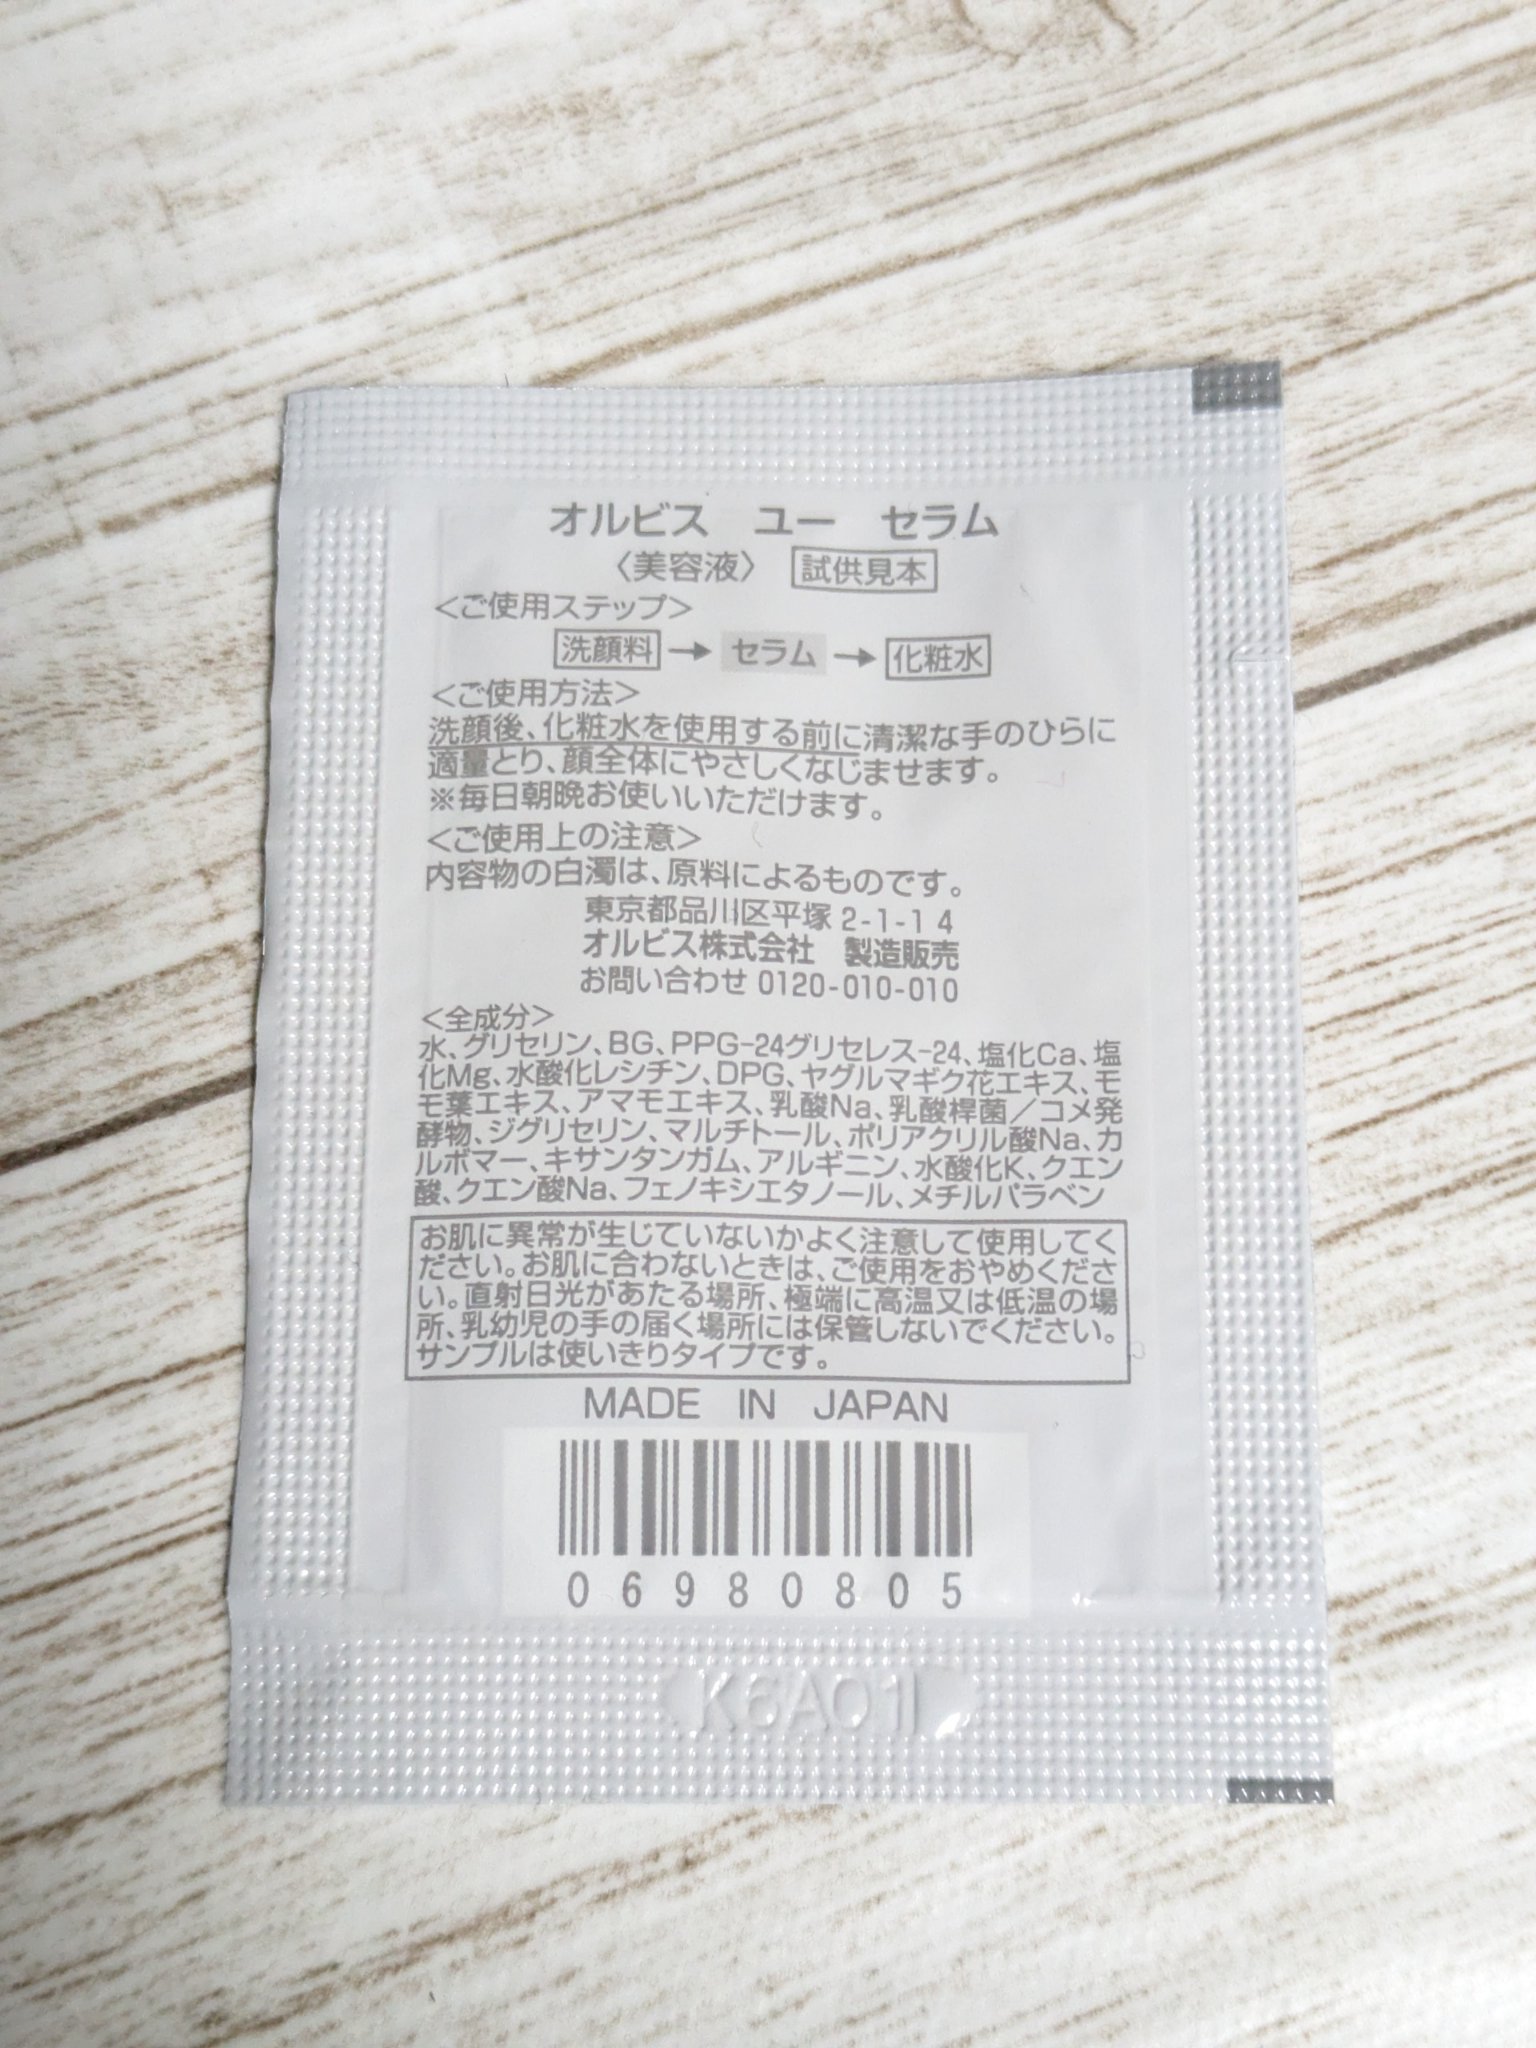 オルビス ユー セラム
〈美容液〉 試供見本
＜ご使用ステップ＞
洗顔料→セラム→化粧水
＜ご使用方法＞
洗顔後、化粧水を使用する前に清潔な手のひらに
適量とり、顔全体にやさしくなじませます。
※毎日朝晩お使いいただけます。
＜ご使用上の注意＞
内容物の白濁は、原料によるものです。
東京都品川区平塚2-1-14
オルビス株式会社 製造販売
お問い合わせ 0120-010-010
＜全成分＞
水、グリセリン、BG、PPG-24グリセレス-24、塩化Ca、塩
化Mg、水酸化レシチン、DPG、ヤグルマギク花エキス、モ
モ葉エキス、アマモエキス、乳酸Na、乳酸桿菌／コメ発
酵物、ジグリセリン、マルチトール、ポリアクリル酸Na、カ
ルボマー、キサンタンガム、アルギニン、水酸化K、クエン
酸、クエン酸Na、フェノキシエタノール、メチルパラベン
お肌に異常が生じていないかよく注意して使用してく
ださい。お肌に合わないときは、ご使用をおやめくださ
い。直射日光があたる場所、極端に高温又は低温の場
所、乳幼児の手の届く場所には保管しないでください。
サンプルは使いきりタイプです。
MADE IN JAPAN
06980805
K6A01